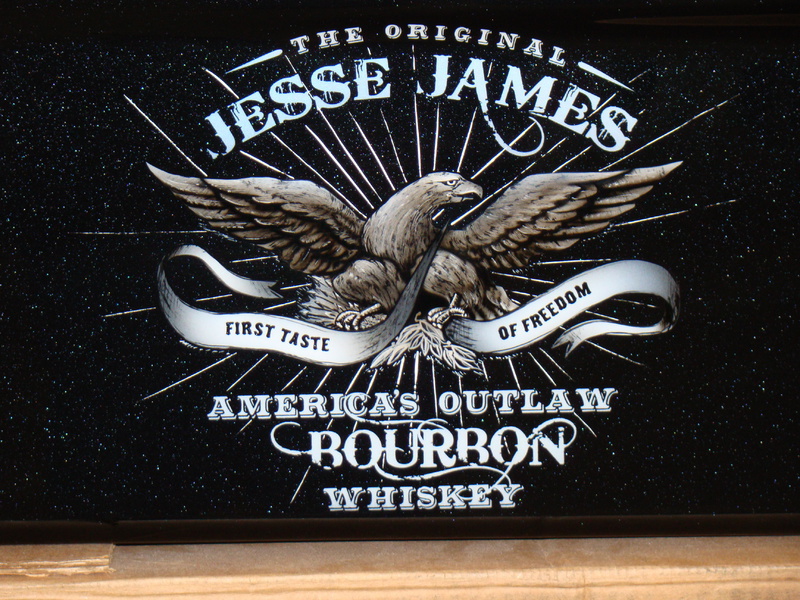 THE ORIGINAL
JESSE JAMES
FIRST TASTE
OF FREEDOM
AMERICA'S OUTLAW
BOURBON
WHISKEY